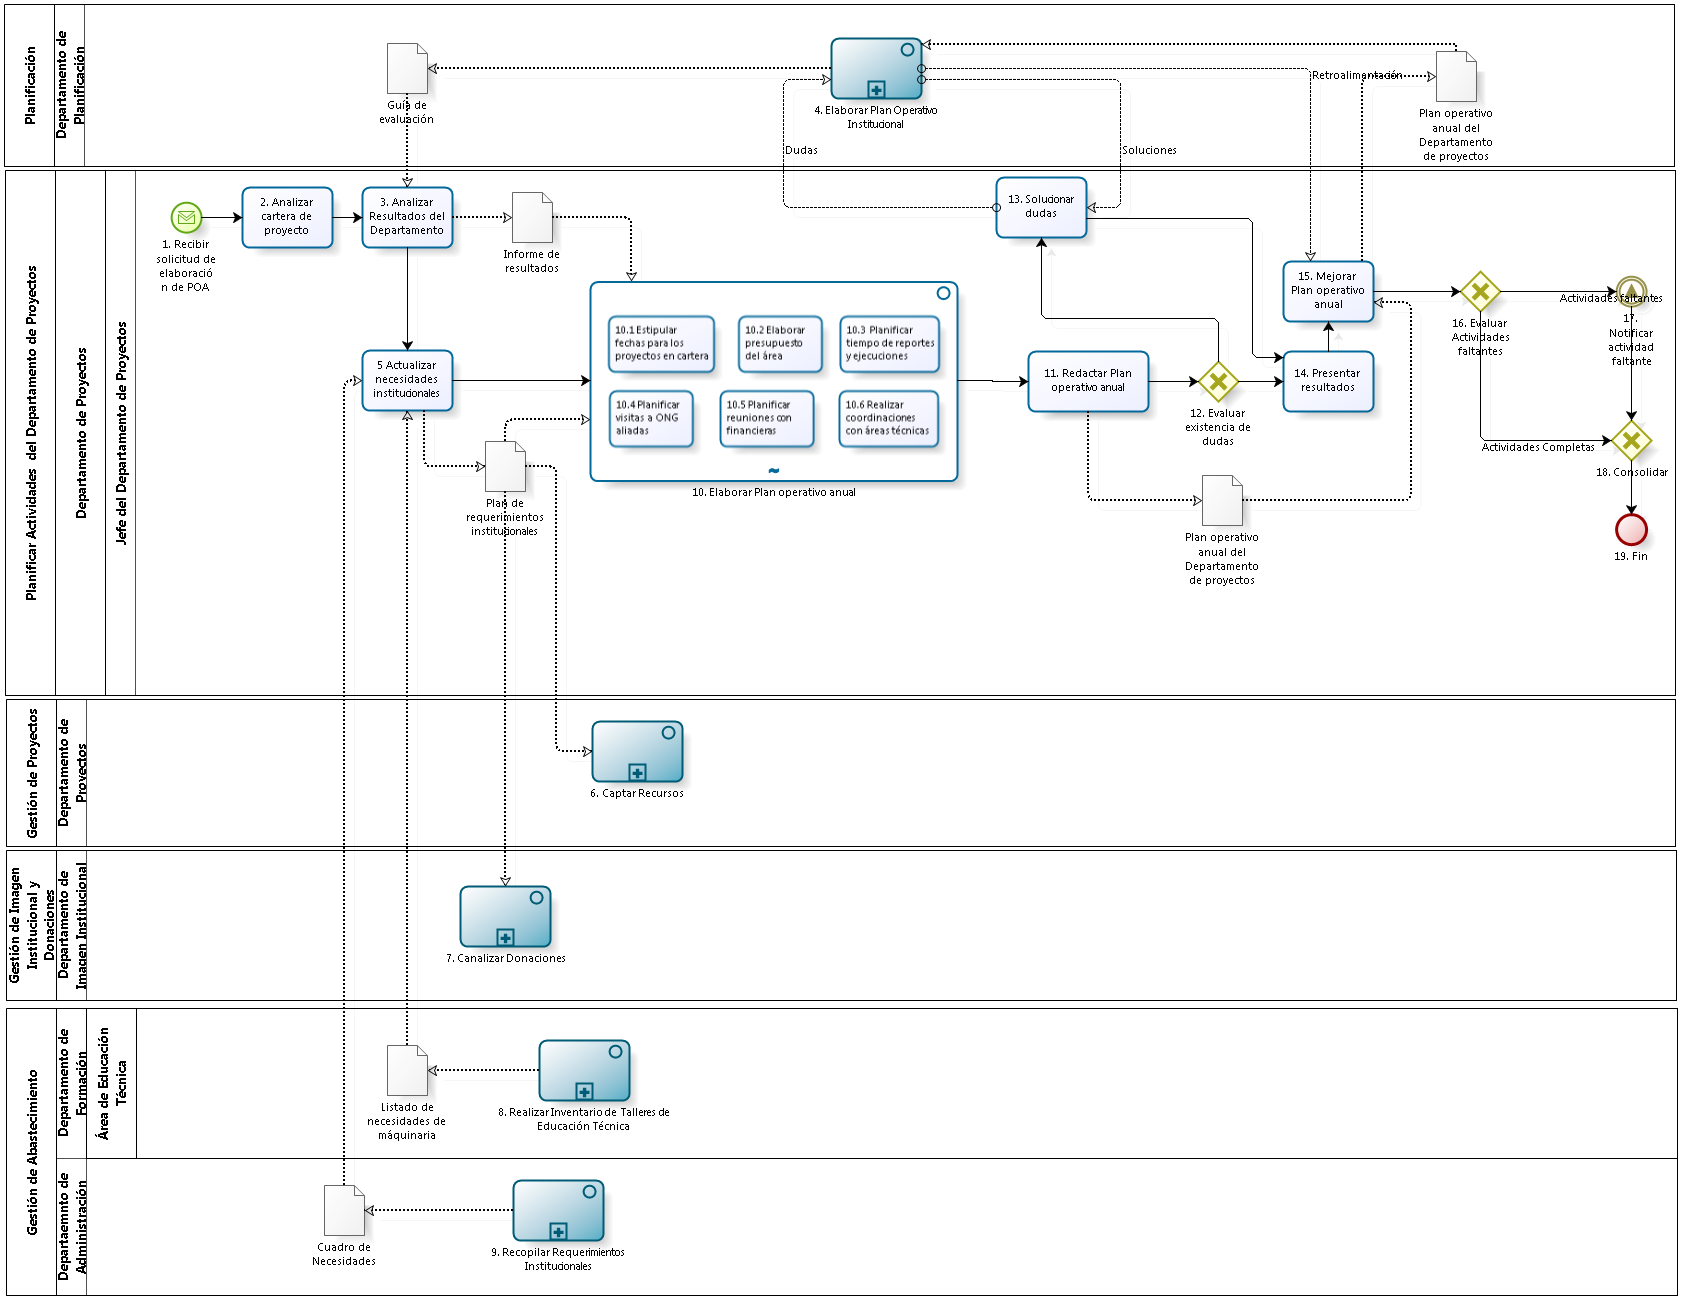 Planificación
Departamento de
Planificación
Guía de
evaluación
4. Elaborar Plan Operativo
Institucional
Dudas
Soluciones
Retroalimentación
Plan operativo
anual del
Departamento
de proyectos
Planificar Actividades  del Departamento de Proyectos
Departamento de Proyectos
Jefe del Departamento de Proyectos
1. Recibir
solicitud de
elaboració
n de POA
2. Analizar
cartera de
proyecto
3. Analizar
Resultados del
Departamento
Informe de
resultados
5 Actualizar
necesidades
institucionales
Plan de
requerimientos
institucionales
10.1 Estipular
fechas para los
proyectos en cartera
10.2 Elaborar
presupuesto
del área
10.3  Planificar
tiempo de reportes
y ejecuciones
10.4 Planificar
visitas a ONG
aliadas
10.5 Planificar
reuniones con
financieras
10.6 Realizar
coordinaciones
con áreas técnicas
10. Elaborar Plan operativo anual
11. Redactar Plan
operativo anual
12. Evaluar
existencia de
dudas
13. Solucionar
dudas
14. Presentar
resultados
15. Mejorar
Plan operativo
anual
Plan operativo
anual del
Departamento
de proyectos
16. Evaluar
Actividades
faltantes
Actividades faltantes
17.
Notificar
actividad
faltante
Actividades Completas
18. Consolidar
19. Fin
Gestión de Proyectos
Departamento de
Proyectos
6. Captar Recursos
Gestión de Imagen
Institucional y
Donaciones
Departamento de
Imagen Institucional
7. Canalizar Donaciones
Gestión de Abastecimiento
Departamento de
Formación
Área de Educación
Técnica
Listado de
necesidades de
máquinaria
8. Realizar Inventario de Talleres de
Educación Técnica
Departaemnto de
Administración
Cuadro de
Necesidades
9. Recopilar Requerimientos
Institucionales